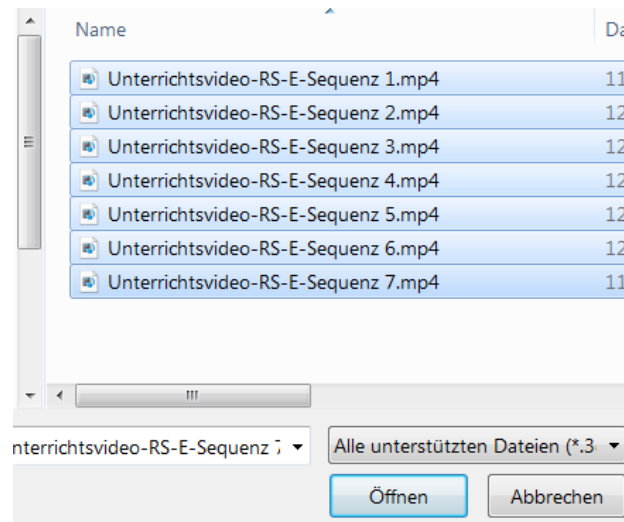 Name Da
Unterrichtsvideo-RS-E-Sequenz 1.mp4 11
Unterrichtsvideo-RS-E-Sequenz 2.mp4 12
Unterrichtsvideo-RS-E-Sequenz 3.mp4 12
Unterrichtsvideo-RS-E-Sequenz 4.mp4 12
Unterrichtsvideo-RS-E-Sequenz 5.mp4 12
Unterrichtsvideo-RS-E-Sequenz 6.mp4 12
Unterrichtsvideo-RS-E-Sequenz 7.mp4 11
nterrichtsvideo-RS-E-Sequenz 7 Alle unterstützten Dateien (*.3
Öffnen Abbrechen